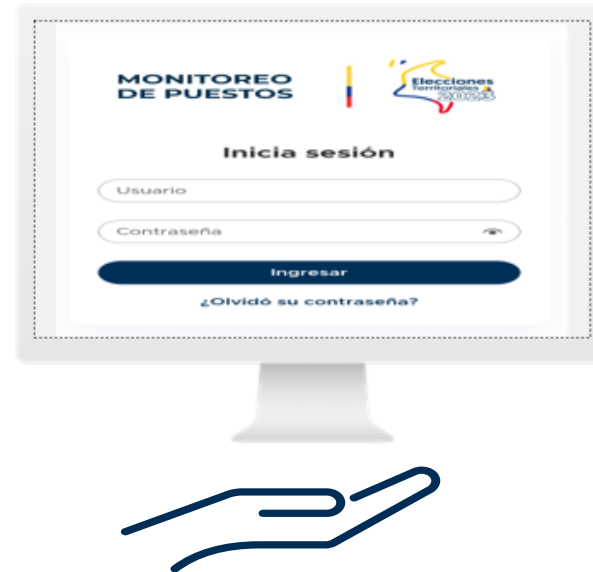 MONITOREO
DE PUESTOS
Elecciones
Territoriales
2023
Inicia sesión
Usuario
Contraseña
Ingresar
¿Olvidó su contraseña?